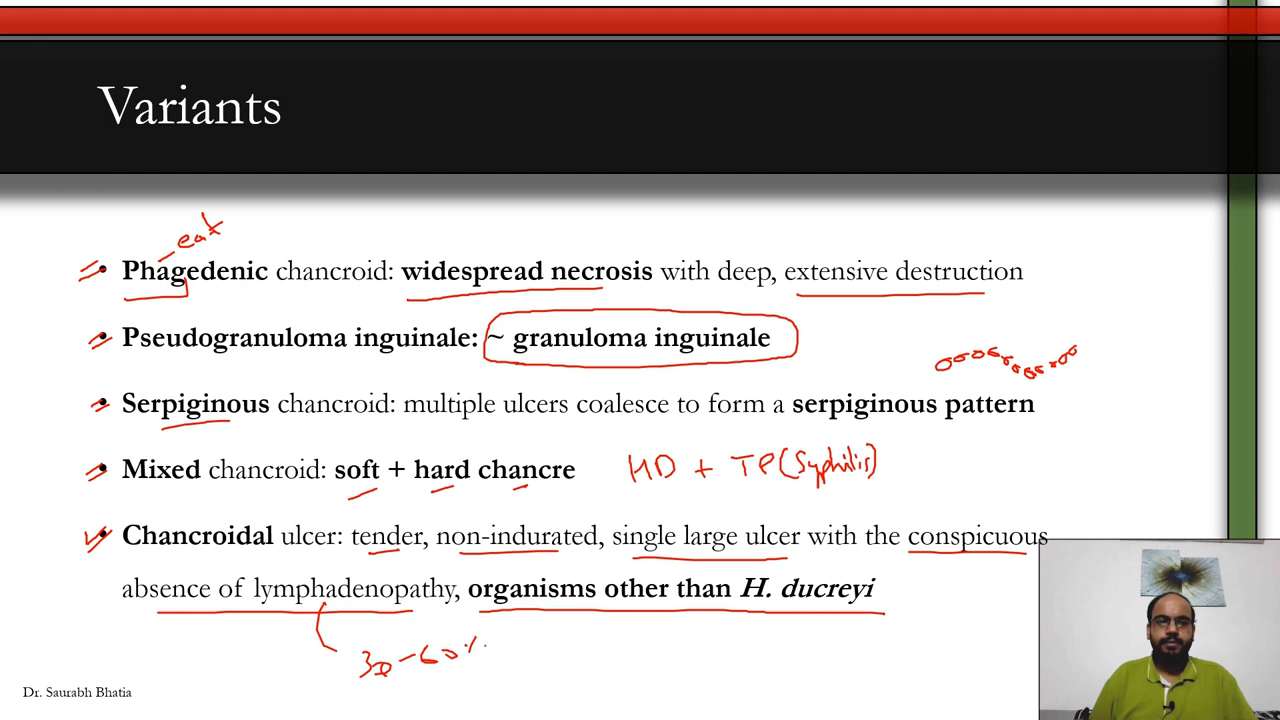 Variants
eat
• Phagedenic chancroid: widespread necrosis with deep, extensive destruction
• Pseudogranuloma inguinale: ~ granuloma inguinale
• Serpiginous chancroid: multiple ulcers coalesce to form a serpiginous pattern
• Mixed chancroid: soft + hard chancre HD + TP (Syphilis)
• Chancroidal ulcer: tender, non-indurated, single large ulcer with the conspicuous
absence of lymphadenopathy, organisms other than H. ducreyi
30-60%
Dr. Saurabh Bhatia